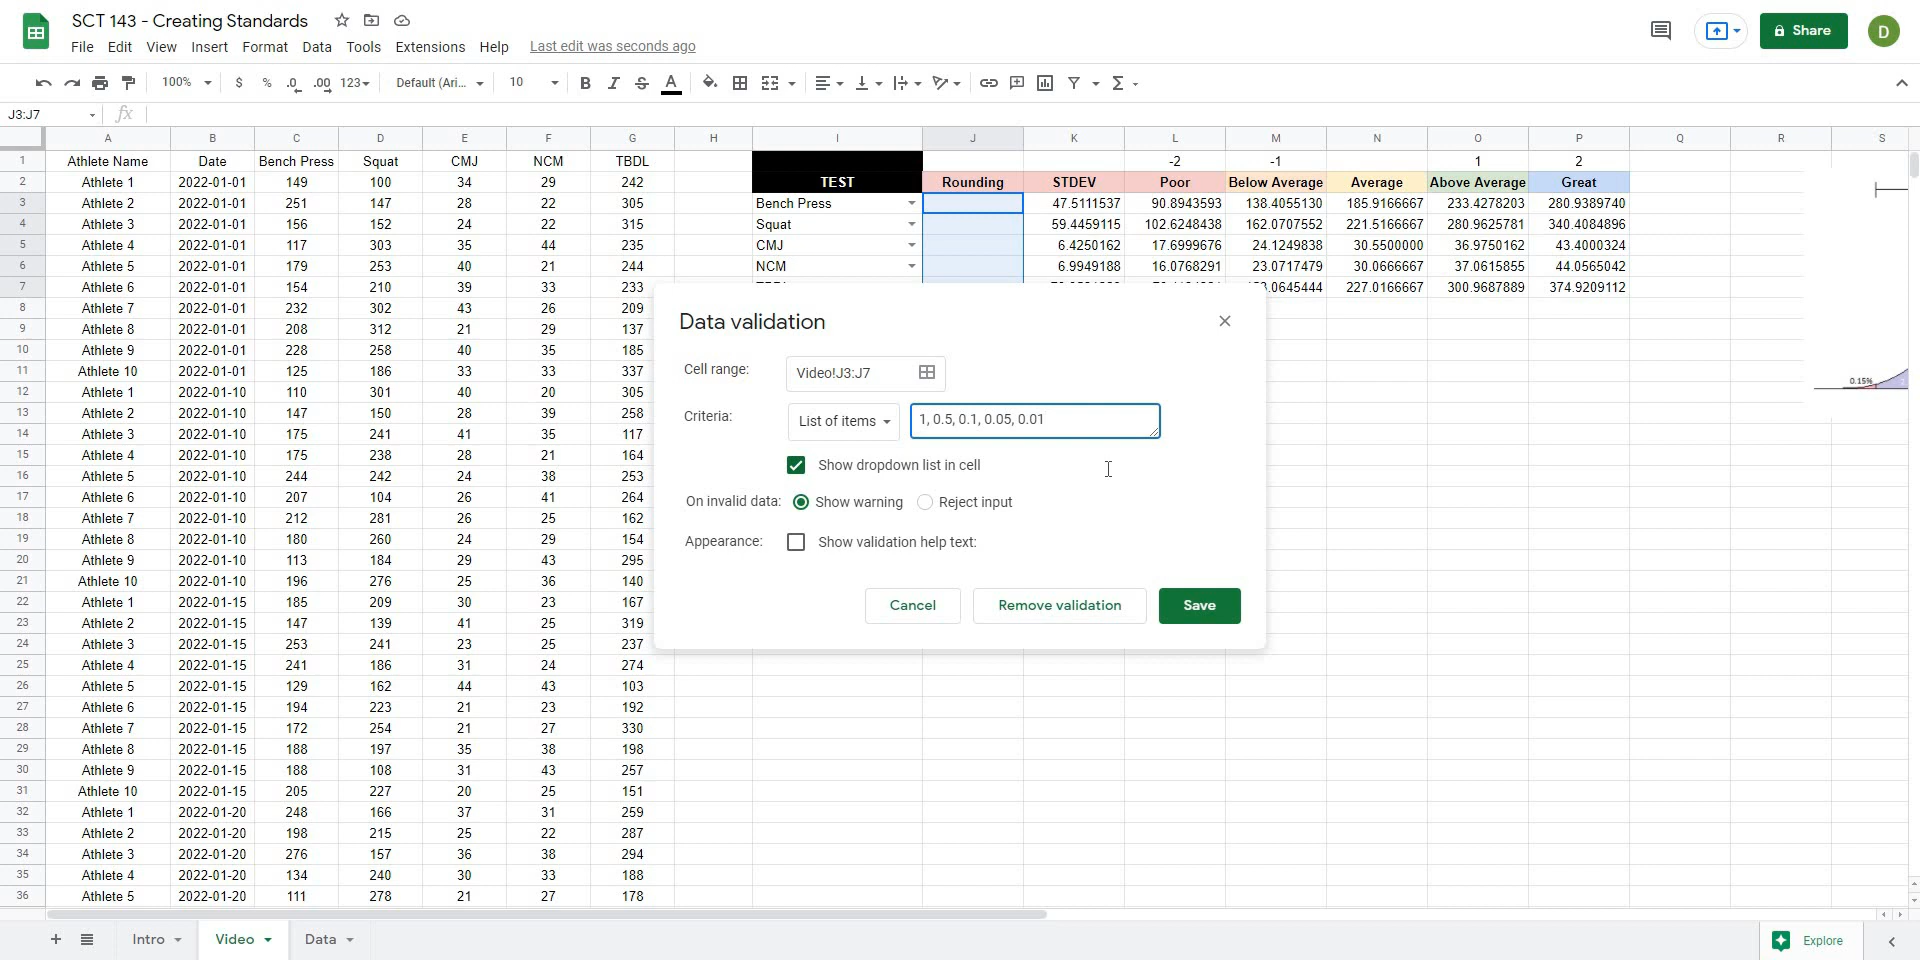 SCT 143 - Creating Standards
File Edit View Insert Format Data Tools Extensions Help Last edit was seconds ago
Share
D
100% $ % .0 .00 123 Default (Ari... 10 B I S A
J3:J7 fx
A B C D E F G H I J K L M N O P Q R S
1 Athlete Name Date Bench Press Squat CMJ NCM TBDL -2 -1 1 2
2 Athlete 1 2022-01-01 149 100 34 29 242 TEST Rounding STDEV Poor Below Average Average Above Average Great
3 Athlete 2 2022-01-01 251 147 28 22 305 Bench Press 47.5111537 90.8943593 138.4055130 185.9166667 233.4278203 280.9389740
4 Athlete 3 2022-01-01 156 152 24 22 315 Squat 59.4459115 102.6248438 162.0707552 221.5166667 280.9625781 340.4084896
5 Athlete 4 2022-01-01 117 303 35 44 235 CMJ 6.4250162 17.6999676 24.1249838 30.5500000 36.9750162 43.4000324
6 Athlete 5 2022-01-01 179 253 40 21 244 NCM 6.9949188 16.0768291 23.0717479 30.0666667 37.0615855 44.0565042
7 Athlete 6 2022-01-01 154 210 39 33 233 .0645444 227.0166667 300.9687889 374.9209112
8 Athlete 7 2022-01-01 232 302 43 26 209
9 Athlete 8 2022-01-01 208 312 21 29 137
10 Athlete 9 2022-01-01 228 258 40 35 185
11 Athlete 10 2022-01-01 125 186 33 33 337
12 Athlete 1 2022-01-10 110 301 40 20 305
13 Athlete 2 2022-01-10 147 150 28 39 258
14 Athlete 3 2022-01-10 175 241 41 35 117
15 Athlete 4 2022-01-10 175 238 28 21 164
16 Athlete 5 2022-01-10 244 242 24 38 253
17 Athlete 6 2022-01-10 207 104 26 41 264
18 Athlete 7 2022-01-10 212 281 26 25 162
19 Athlete 8 2022-01-10 180 260 24 29 154
20 Athlete 9 2022-01-10 113 184 29 43 295
21 Athlete 10 2022-01-10 196 276 25 36 140
22 Athlete 1 2022-01-15 185 209 30 23 167
23 Athlete 2 2022-01-15 147 139 41 25 319
24 Athlete 3 2022-01-15 253 241 23 25 237
25 Athlete 4 2022-01-15 241 186 31 24 274
26 Athlete 5 2022-01-15 129 162 44 43 103
27 Athlete 6 2022-01-15 194 223 21 23 192
28 Athlete 7 2022-01-15 172 254 21 27 330
29 Athlete 8 2022-01-15 188 197 35 38 198
30 Athlete 9 2022-01-15 188 108 31 43 257
31 Athlete 10 2022-01-15 205 227 20 25 151
32 Athlete 1 2022-01-20 248 166 37 31 259
33 Athlete 2 2022-01-20 198 215 25 22 287
34 Athlete 3 2022-01-20 276 157 36 38 294
35 Athlete 4 2022-01-20 134 240 30 33 188
36 Athlete 5 2022-01-20 111 278 21 27 178
0.15%
Data validation
Cell range: Video!J3:J7
Criteria: List of items 1, 0.5, 0.1, 0.05, 0.01
Show dropdown list in cell
On invalid data: Show warning Reject input
Appearance: Show validation help text:
Cancel Remove validation Save
Intro Video Data Explore